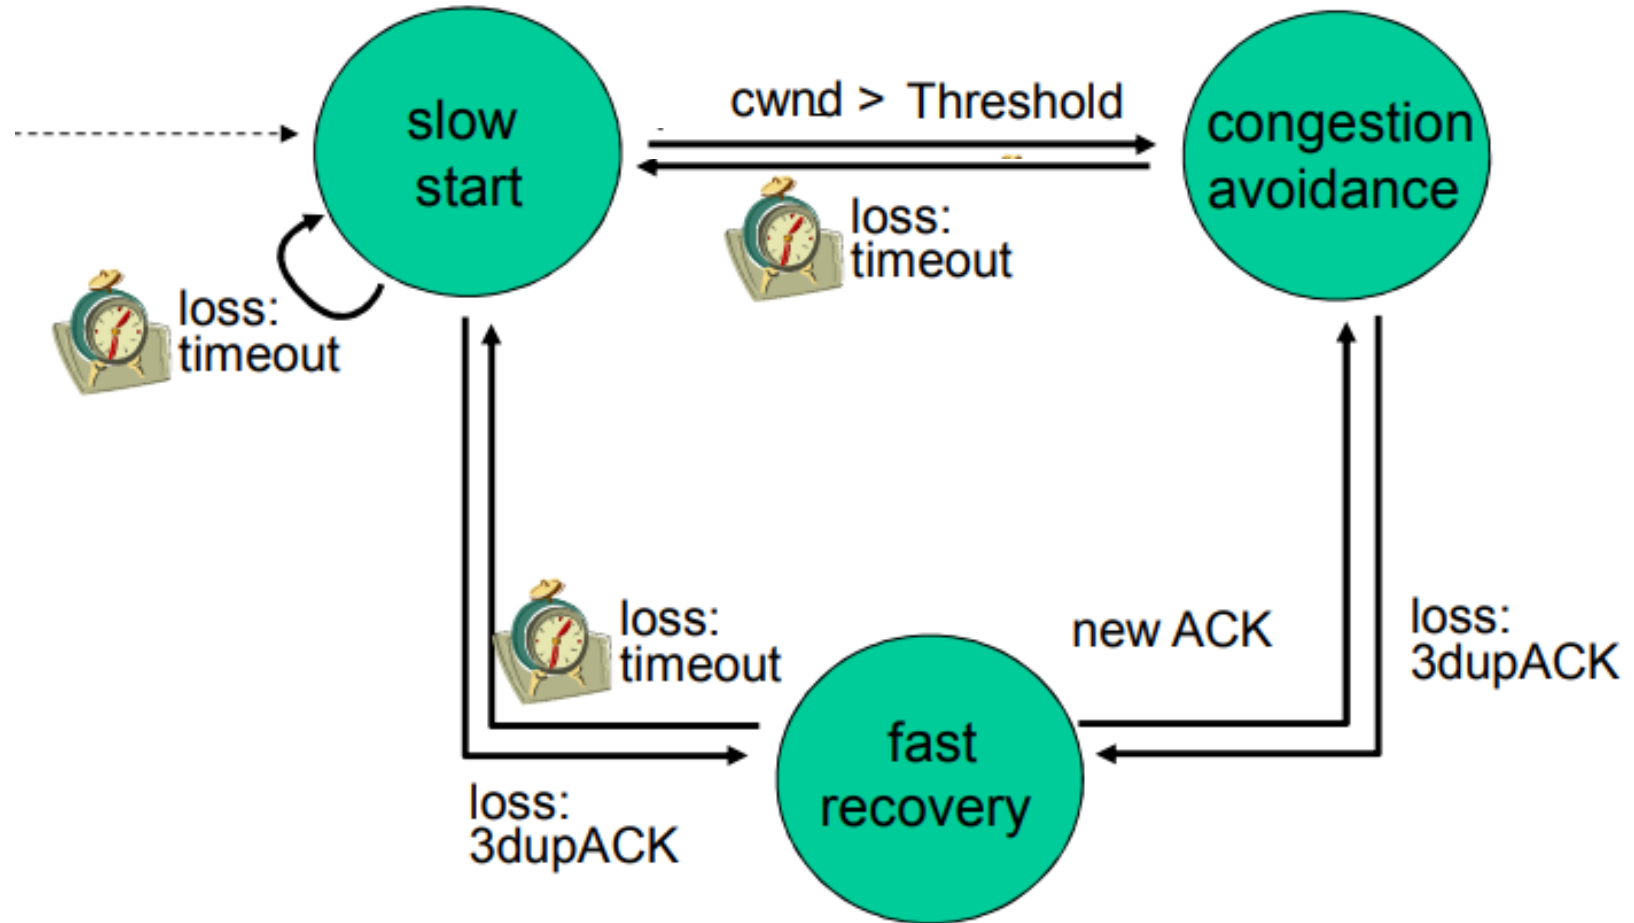 slow
start
cwnd > Threshold
congestion
avoidance
loss:
timeout
loss:
timeout
loss:
timeout
new ACK
loss:
3dupACK
fast
recovery
loss:
3dupACK